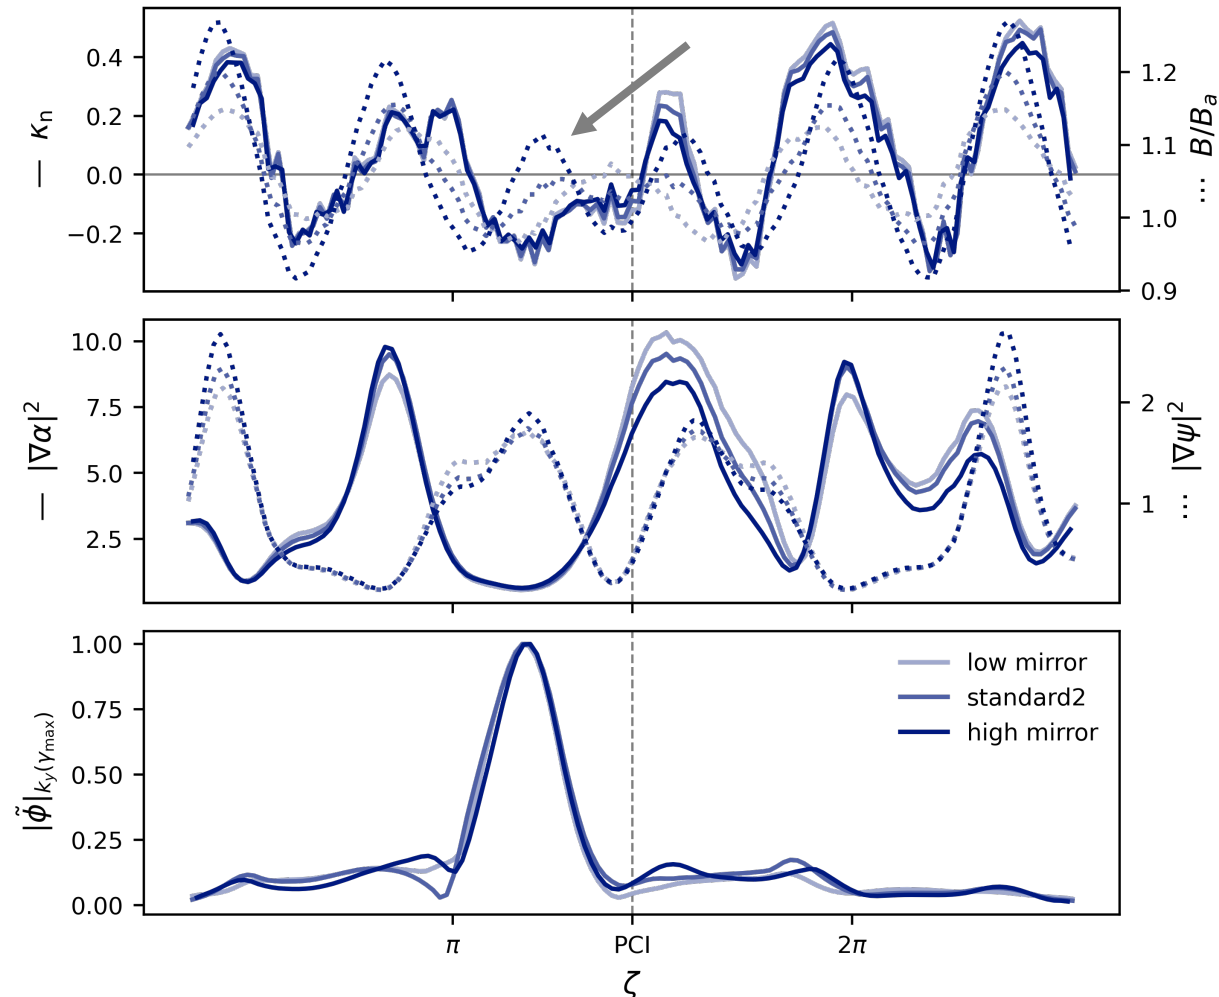 0.4
0.2
0.0
−0.2
— κn
1.2
1.1
1.0
0.9
··· B/Ba
10.0
7.5
5.0
2.5
— |∇α|²
2
1
··· |∇ψ|²
1.00
0.75
0.50
0.25
0.00
|ϕ̃|ky(γmax)
low mirror
standard2
high mirror
π
PCI
2π
ζ